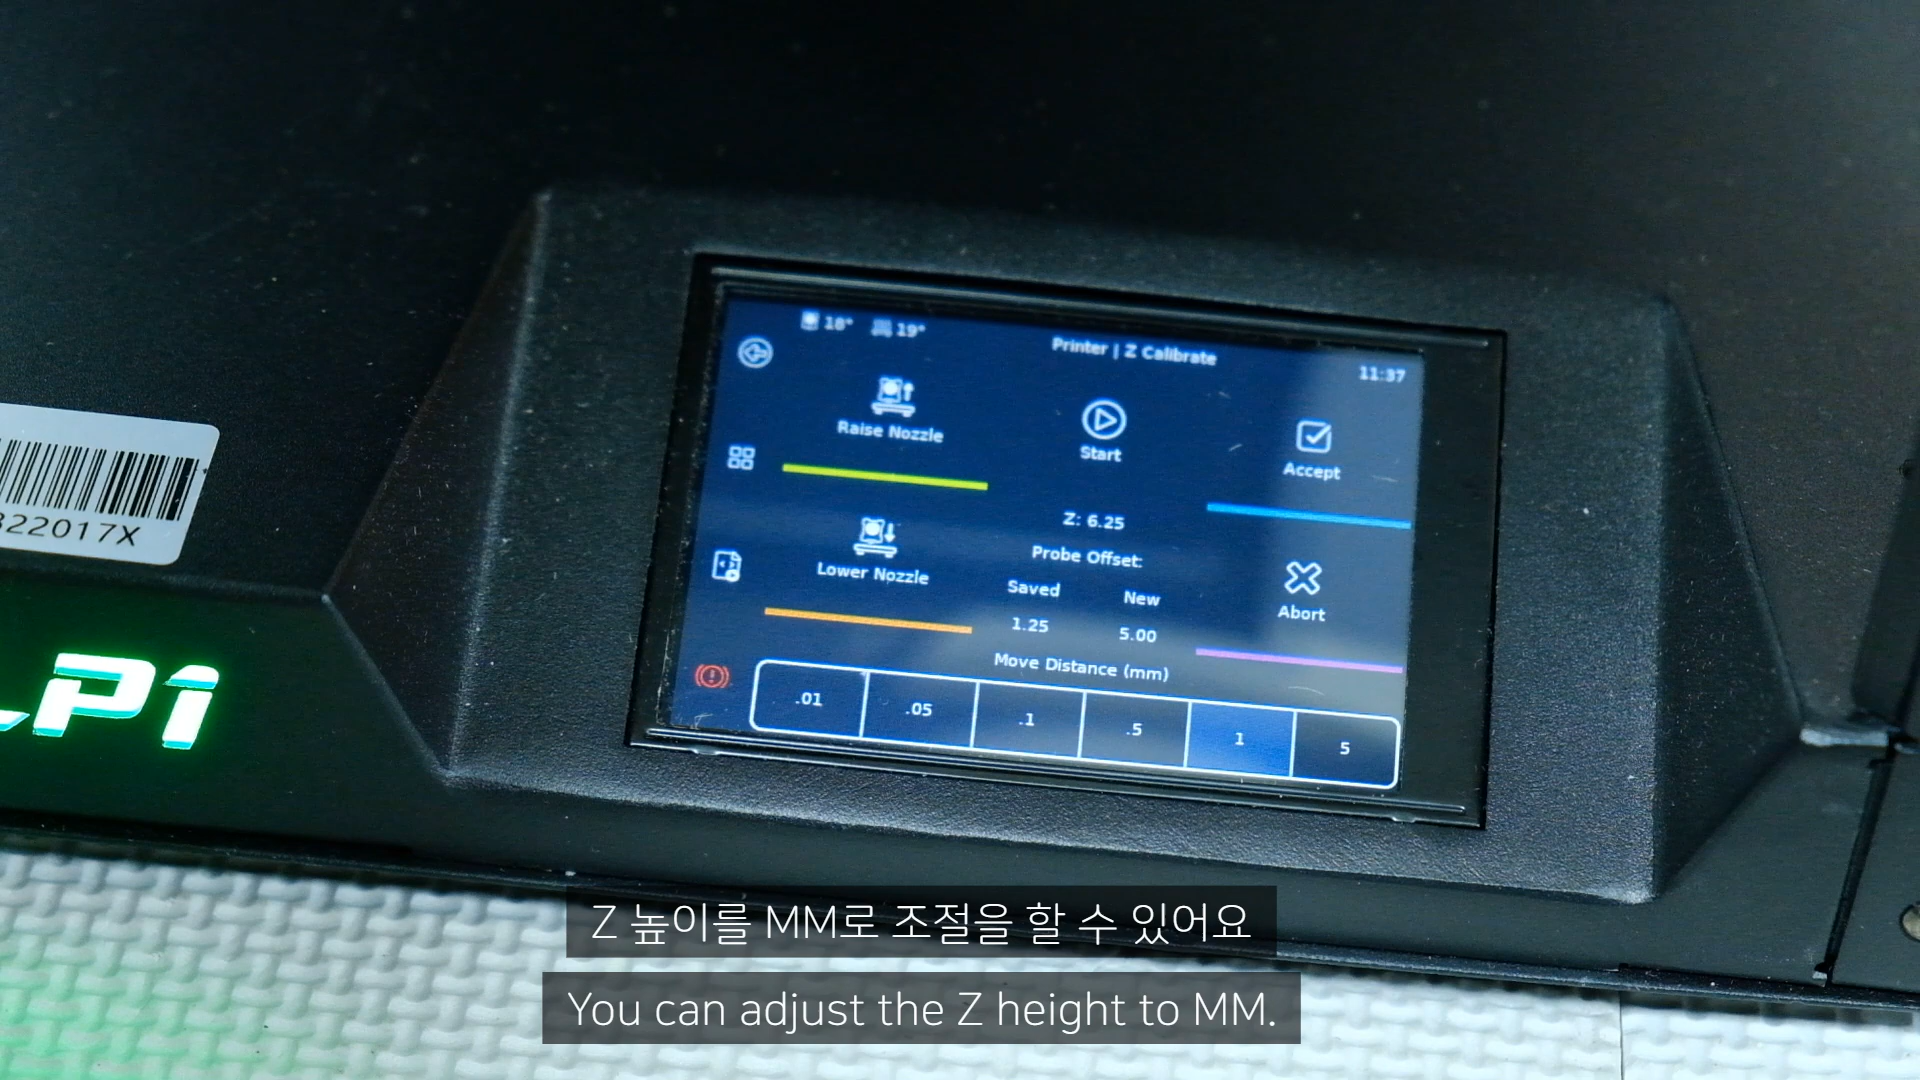 18° 19°
Printer | Z Calibrate
11:37
Raise Nozzle
Start
Accept
Z: 6.25
Probe Offset:
Lower Nozzle
Saved New
Abort
1.25 5.00
Move Distance (mm)
.01 .05 .1 .5 1 5
322017X
LP1
Z 높이를 MM로 조절을 할 수 있어요
You can adjust the Z height to MM.